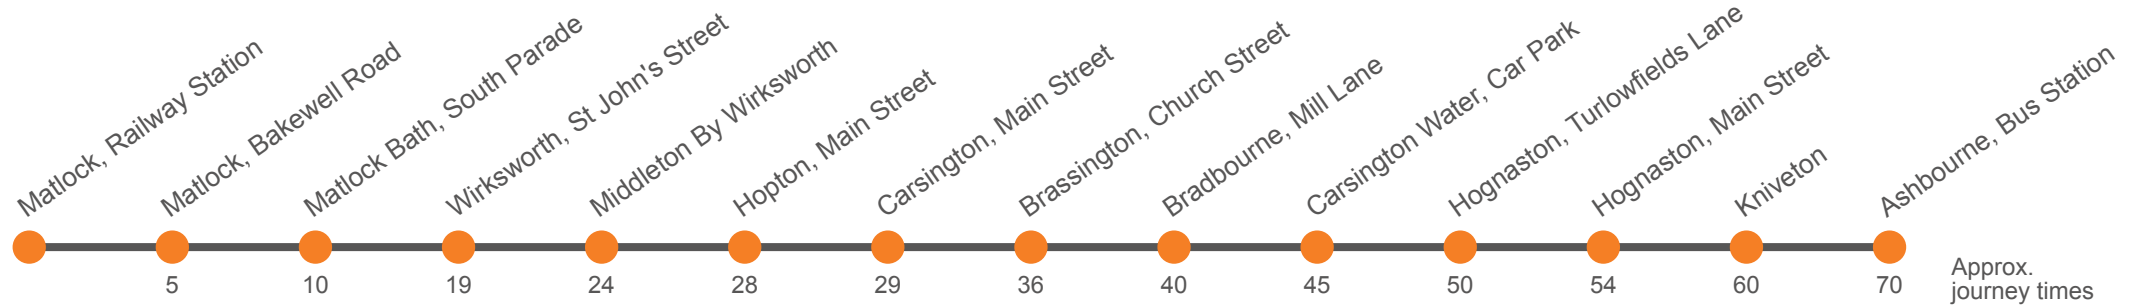 Matlock, Railway Station
Matlock, Bakewell Road
Matlock Bath, South Parade
Wirksworth, St John's Street
Middleton By Wirksworth
Hopton, Main Street
Carsington, Main Street
Brassington, Church Street
Bradbourne, Mill Lane
Carsington Water, Car Park
Hognaston, Turlowfields Lane
Hognaston, Main Street
Kniveton
Ashbourne, Bus Station
5 10 19 24 28 29 36 40 45 50 54 60 70
Approx.
journey times